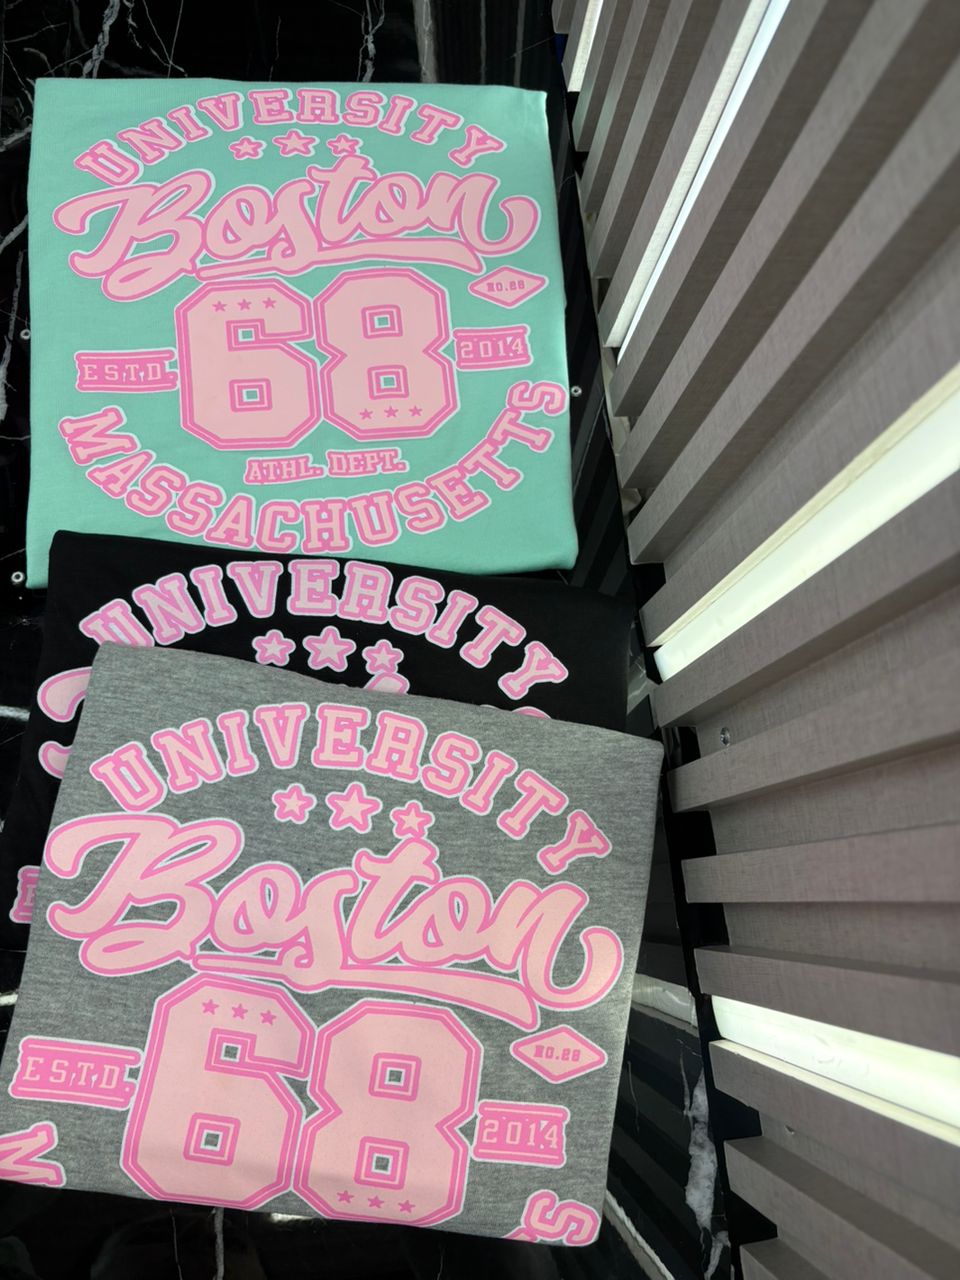 UNIVERSITY
Boston
NO.28
68
ESTD.
2014
ATHL. DEPT.
MASSACHUSETTS
UNIVERSITY
UNIVERSITY
Boston
NO.28
68
ESTD.
2014
M
S